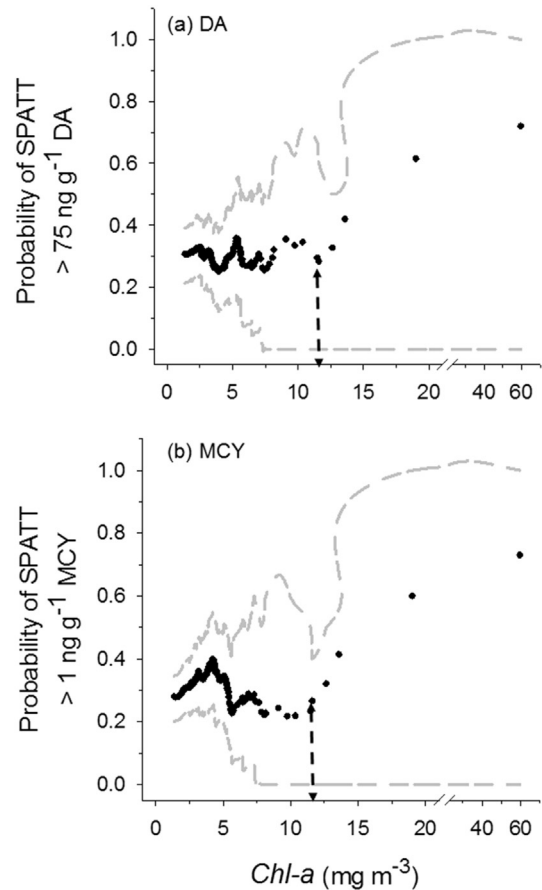 (a) DA
Probability of SPATT
> 75 ng g⁻¹ DA
1.0
0.8
0.6
0.4
0.2
0.0
0 5 10 15 20 40 60
(b) MCY
Probability of SPATT
> 1 ng g⁻¹ MCY
1.0
0.8
0.6
0.4
0.2
0.0
0 5 10 15 20 40 60
Chl-a (mg m⁻³)